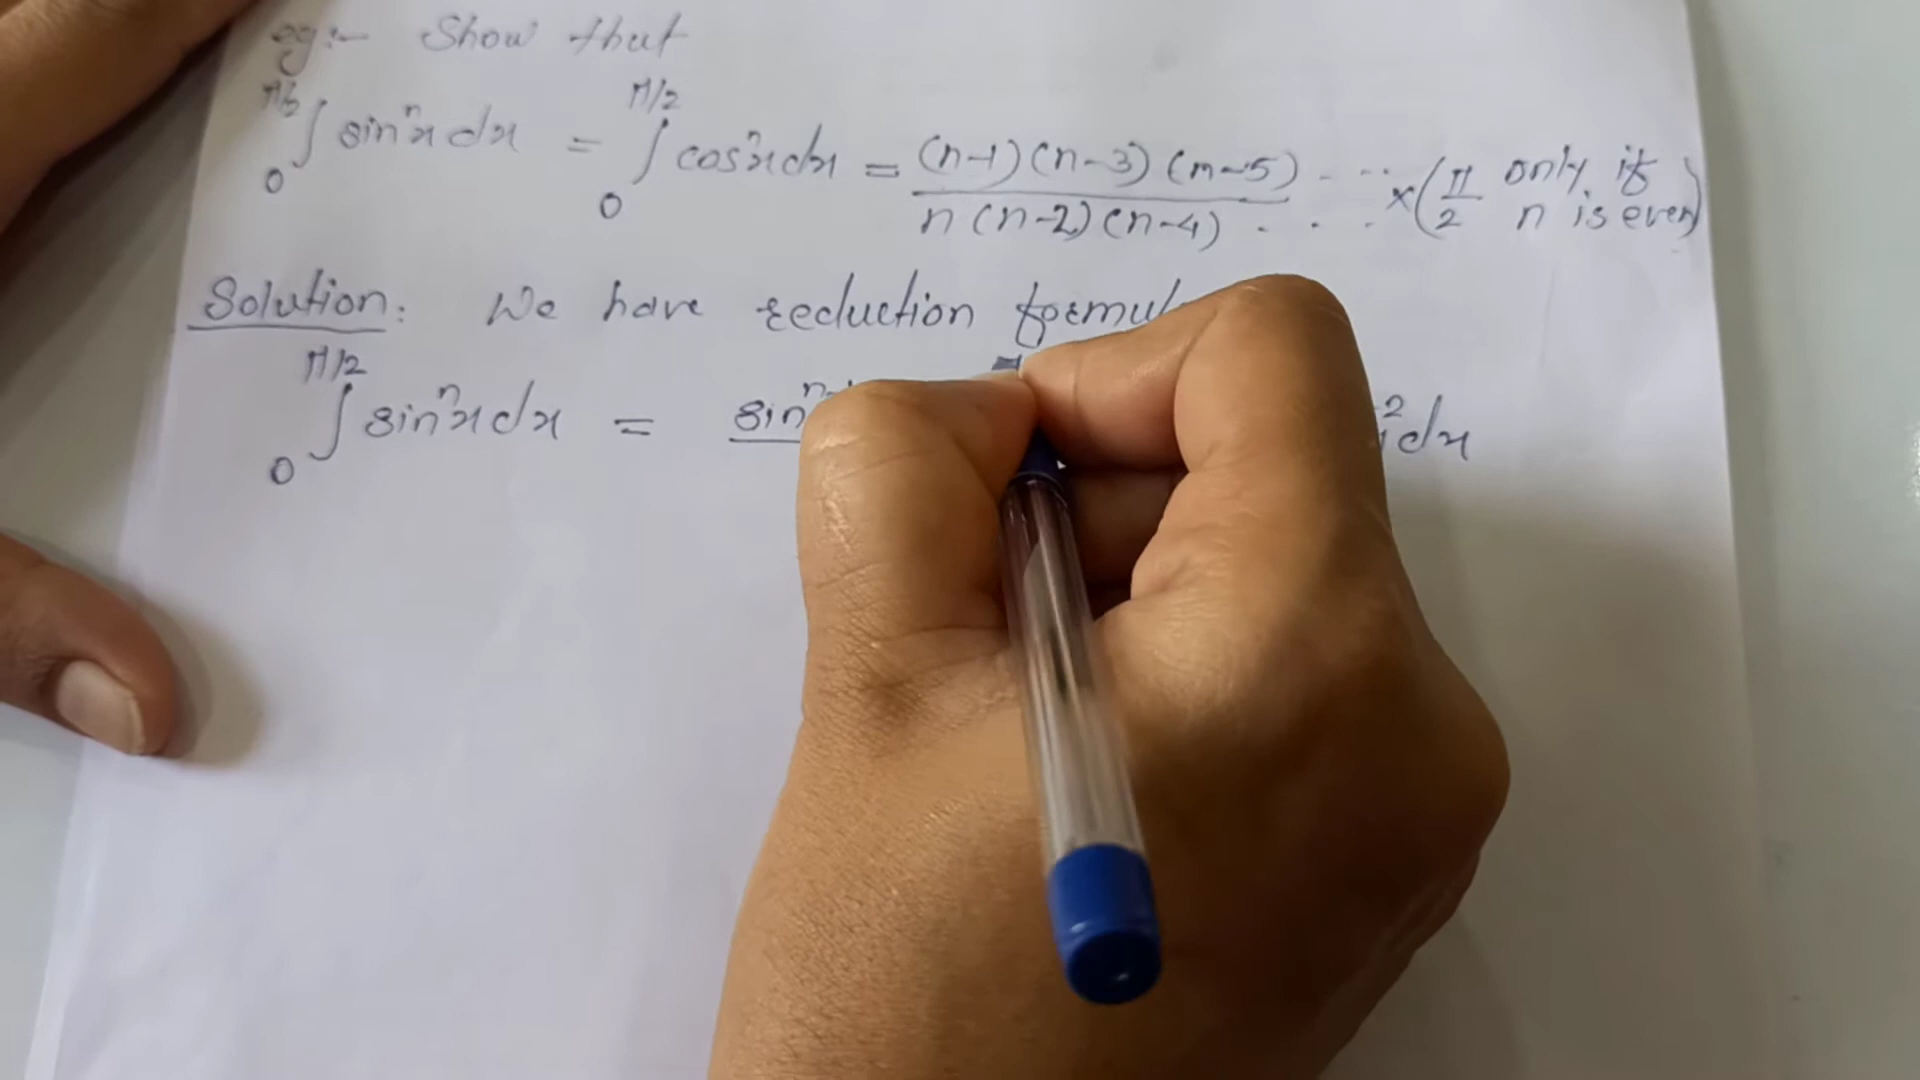 eg:- Show that
π/2 ∫ 0 sinⁿx dx = π/2 ∫ 0 cosⁿx dx = (n-1)(n-3)(n-5) . . . . / n(n-2)(n-4) . . . . × (π/2 only if n is even)
Solution: We have reduction
π/2 ∫ 0 sinⁿx dx = sin dx